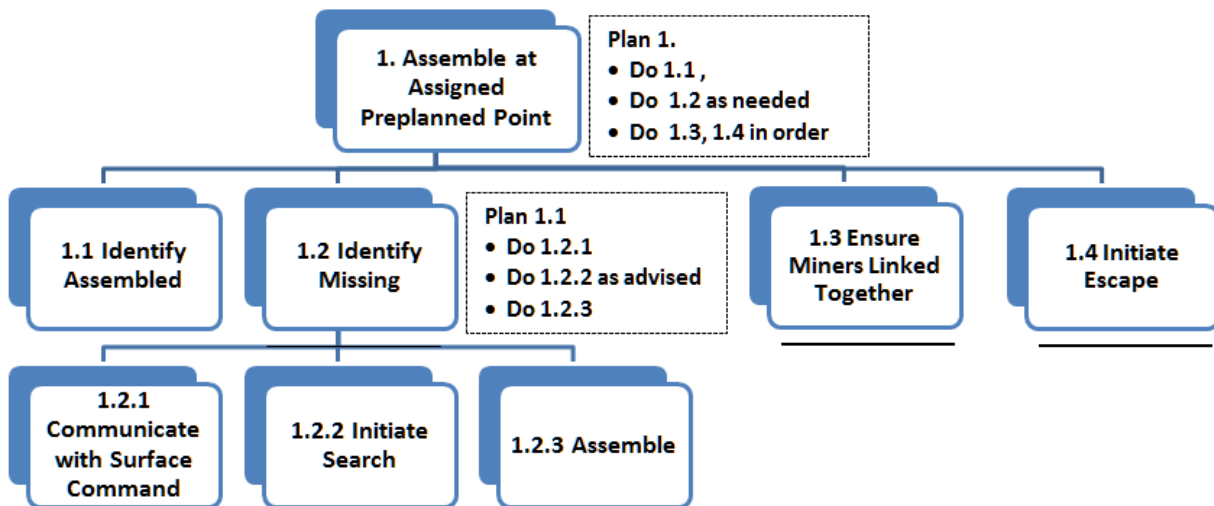 1. Assemble at
Assigned
Preplanned Point
Plan 1.
• Do 1.1 ,
• Do 1.2 as needed
• Do 1.3, 1.4 in order
1.1 Identify
Assembled
1.2 Identify
Missing
Plan 1.1
• Do 1.2.1
• Do 1.2.2 as advised
• Do 1.2.3
1.3 Ensure
Miners Linked
Together
1.4 Initiate
Escape
1.2.1
Communicate
with Surface
Command
1.2.2 Initiate
Search
1.2.3 Assemble